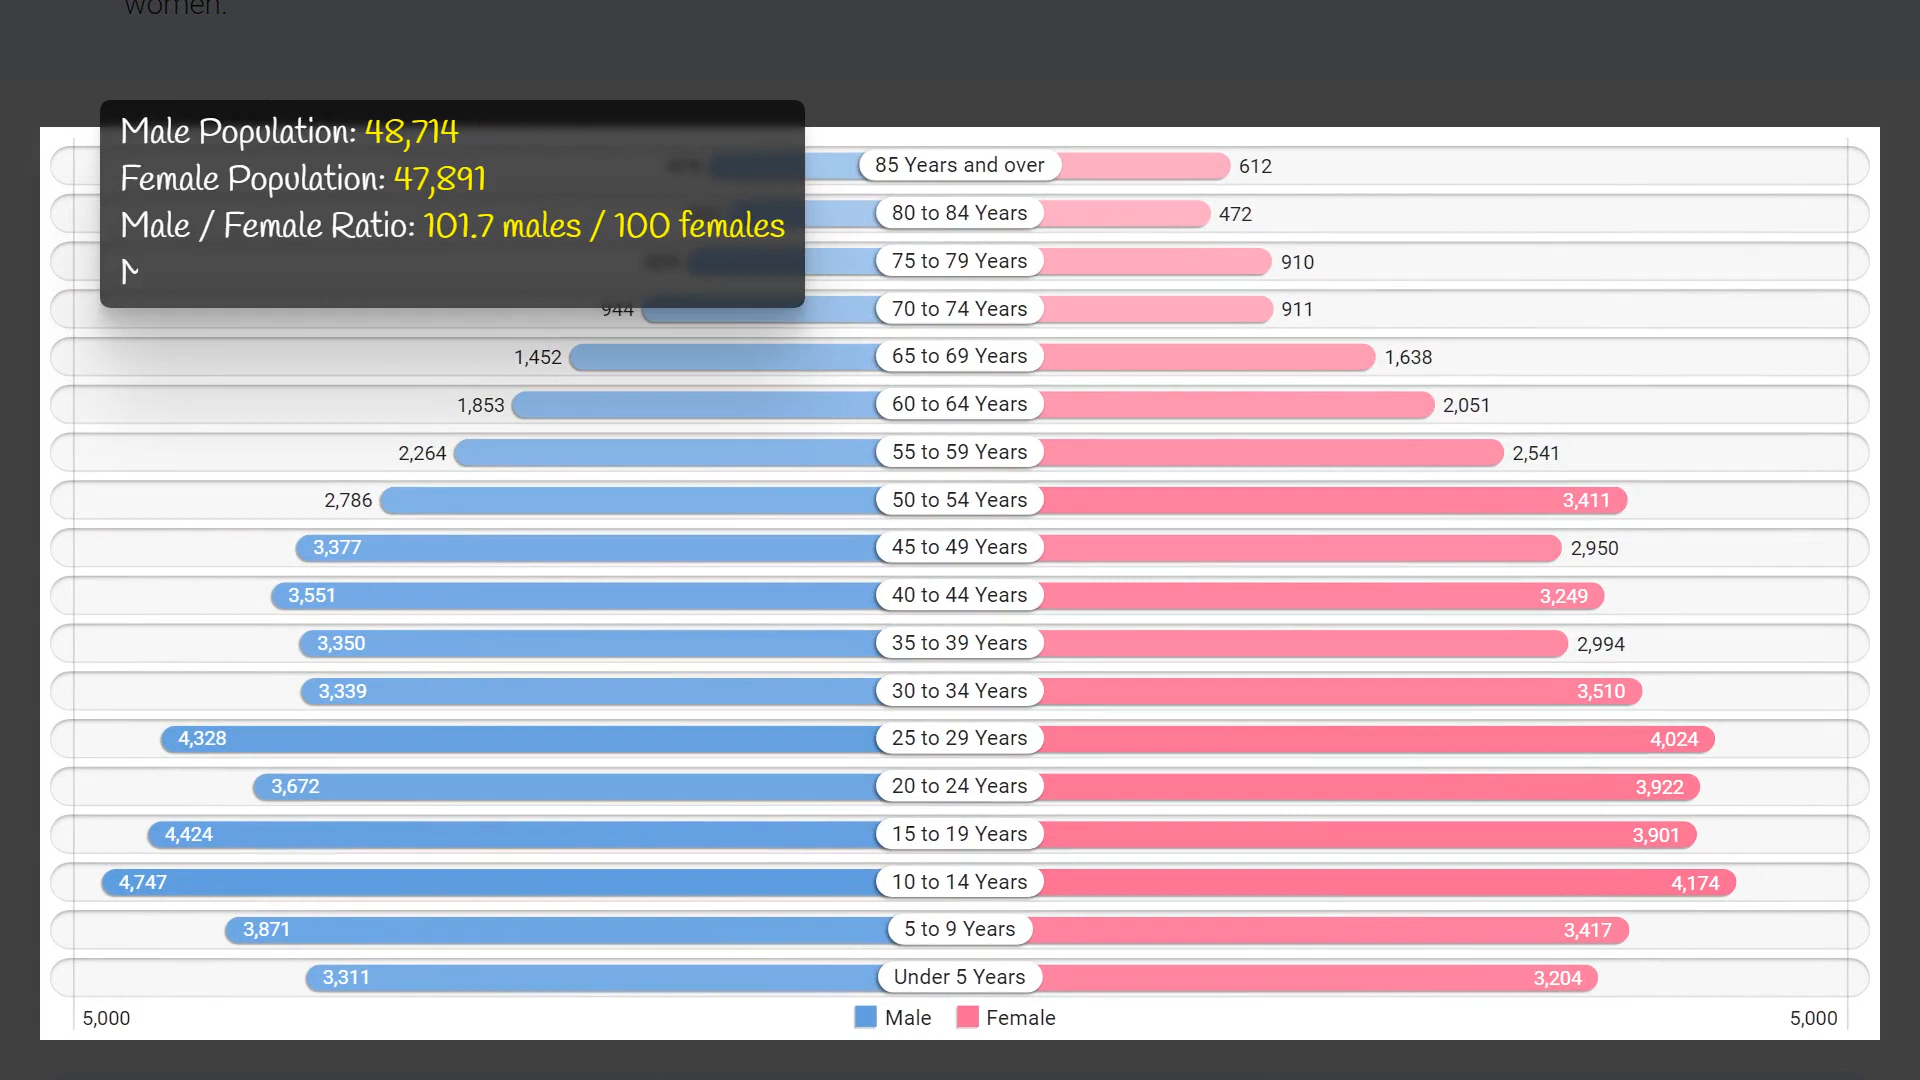 women.
Male Population: 48,714
Female Population: 47,891
Male / Female Ratio: 101.7 males / 100 females
M
85 Years and over 612
80 to 84 Years 472
75 to 79 Years 910
944 70 to 74 Years 911
1,452 65 to 69 Years 1,638
1,853 60 to 64 Years 2,051
2,264 55 to 59 Years 2,541
2,786 50 to 54 Years 3,411
3,377 45 to 49 Years 2,950
3,551 40 to 44 Years 3,249
3,350 35 to 39 Years 2,994
3,339 30 to 34 Years 3,510
4,328 25 to 29 Years 4,024
3,672 20 to 24 Years 3,922
4,424 15 to 19 Years 3,901
4,747 10 to 14 Years 4,174
3,871 5 to 9 Years 3,417
3,311 Under 5 Years 3,204
5,000 Male Female 5,000